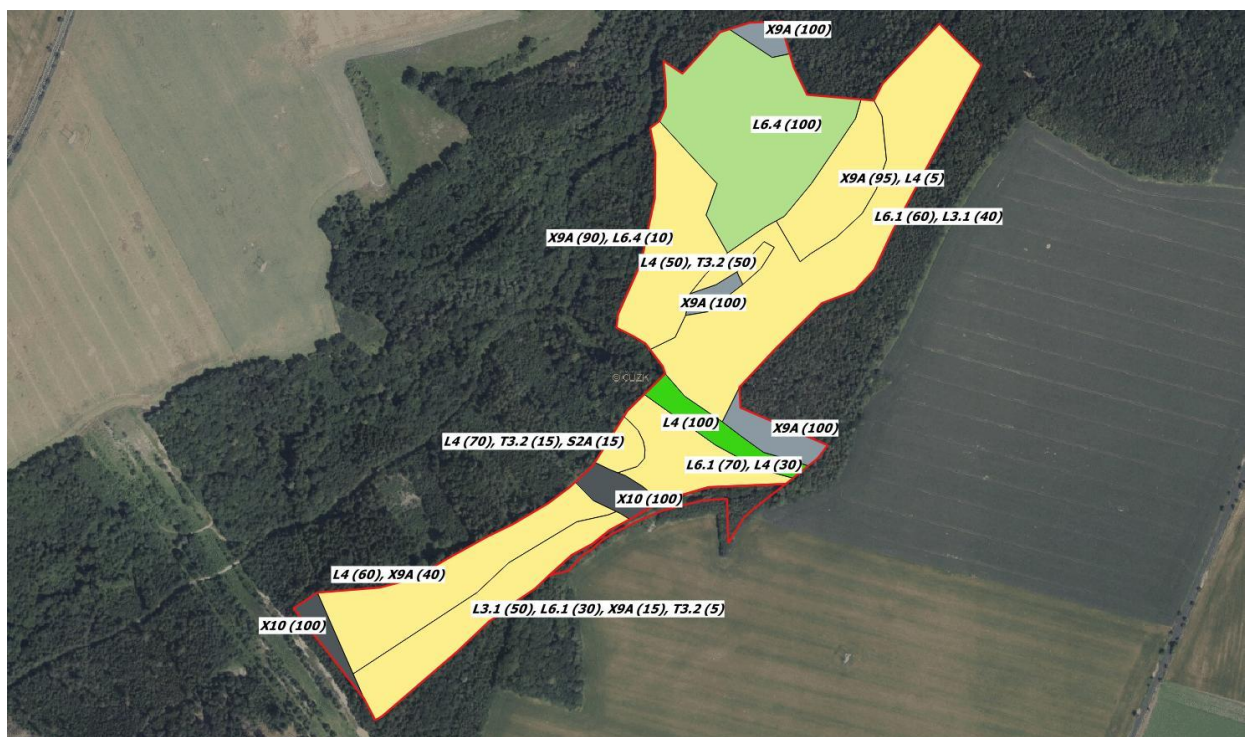 X9A (100)
L6.4 (100)
X9A (95), L4 (5)
L6.1 (60), L3.1 (40)
X9A (90), L6.4 (10)
L4 (50), T3.2 (50)
X9A (100)
© ČÚZK
L4 (100)
X9A (100)
L4 (70), T3.2 (15), S2A (15)
L6.1 (70), L4 (30)
X10 (100)
L4 (60), X9A (40)
L3.1 (50), L6.1 (30), X9A (15), T3.2 (5)
X10 (100)